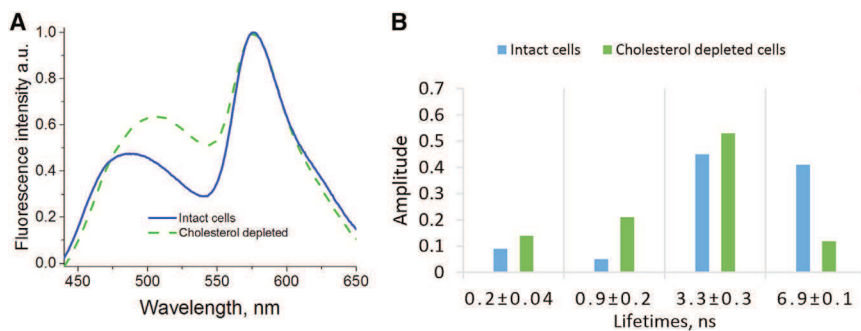 A
Fluorescence intensity a.u.
1.0
0.8
0.6
0.4
0.2
0.0
Intact cells
Cholesterol depleted
450 500 550 600 650
Wavelength, nm
B
Intact cells Cholesterol depleted cells
Amplitude
0.7
0.6
0.5
0.4
0.3
0.2
0.1
0
0.2±0.04 0.9±0.2 3.3±0.3 6.9±0.1
Lifetimes, ns